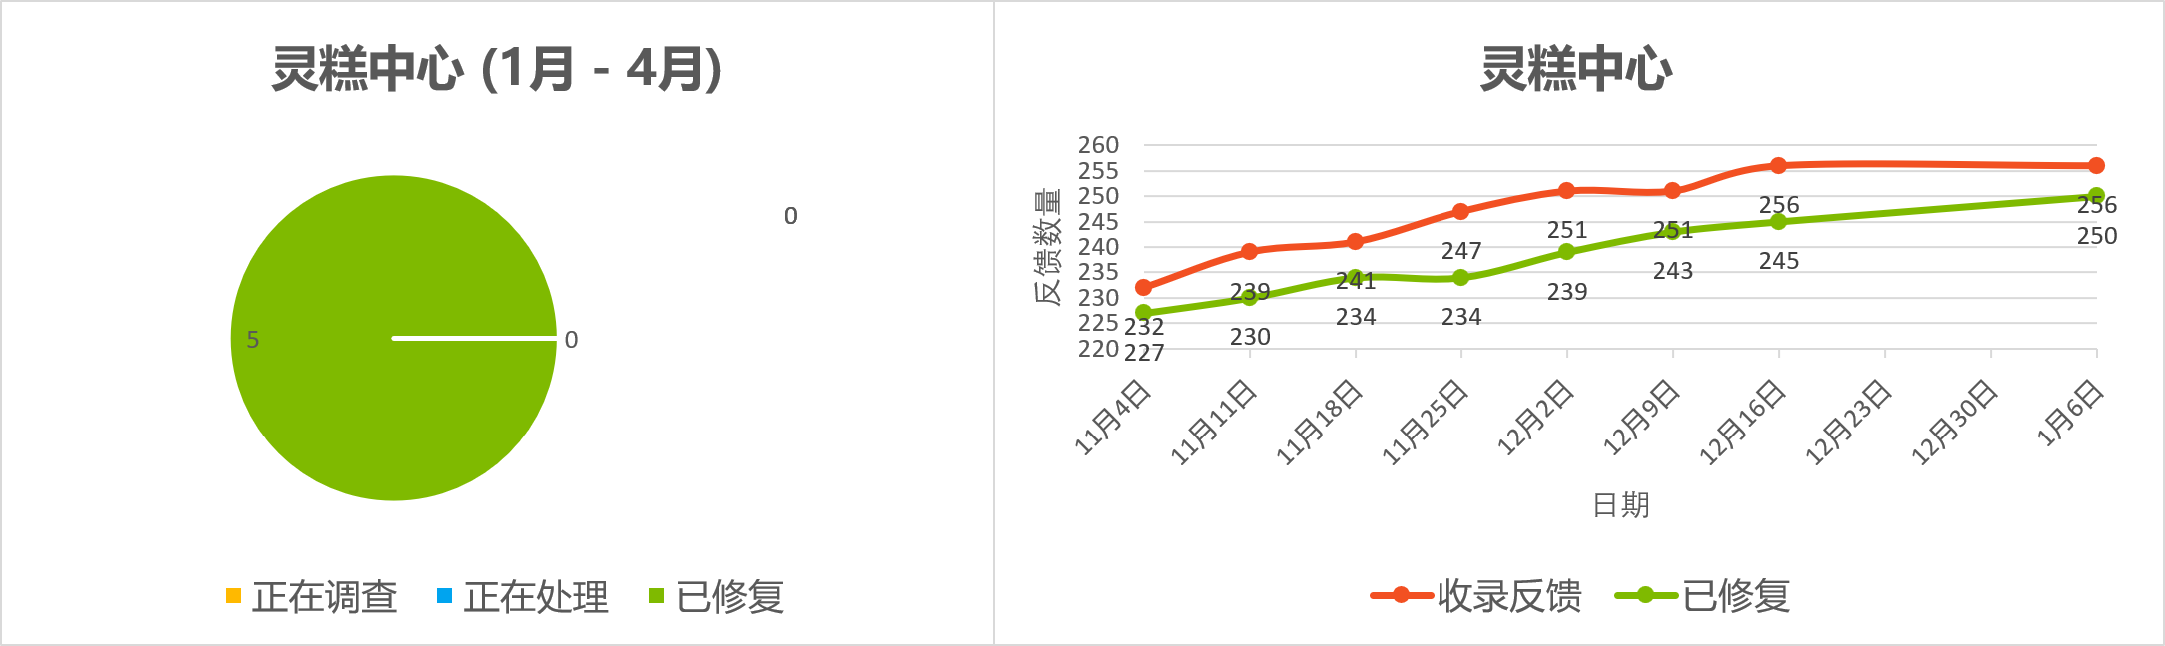 灵糕中心 (1月 - 4月)
0
5
0
正在调查 正在处理 已修复
灵糕中心
反馈数量
260
255
250
245
240
235
230
225
220
232
239
241
247
251
251
256
256
227
230
234
234
239
243
245
250
11月4日
11月11日
11月18日
11月25日
12月2日
12月9日
12月16日
12月23日
12月30日
1月6日
日期
收录反馈 已修复